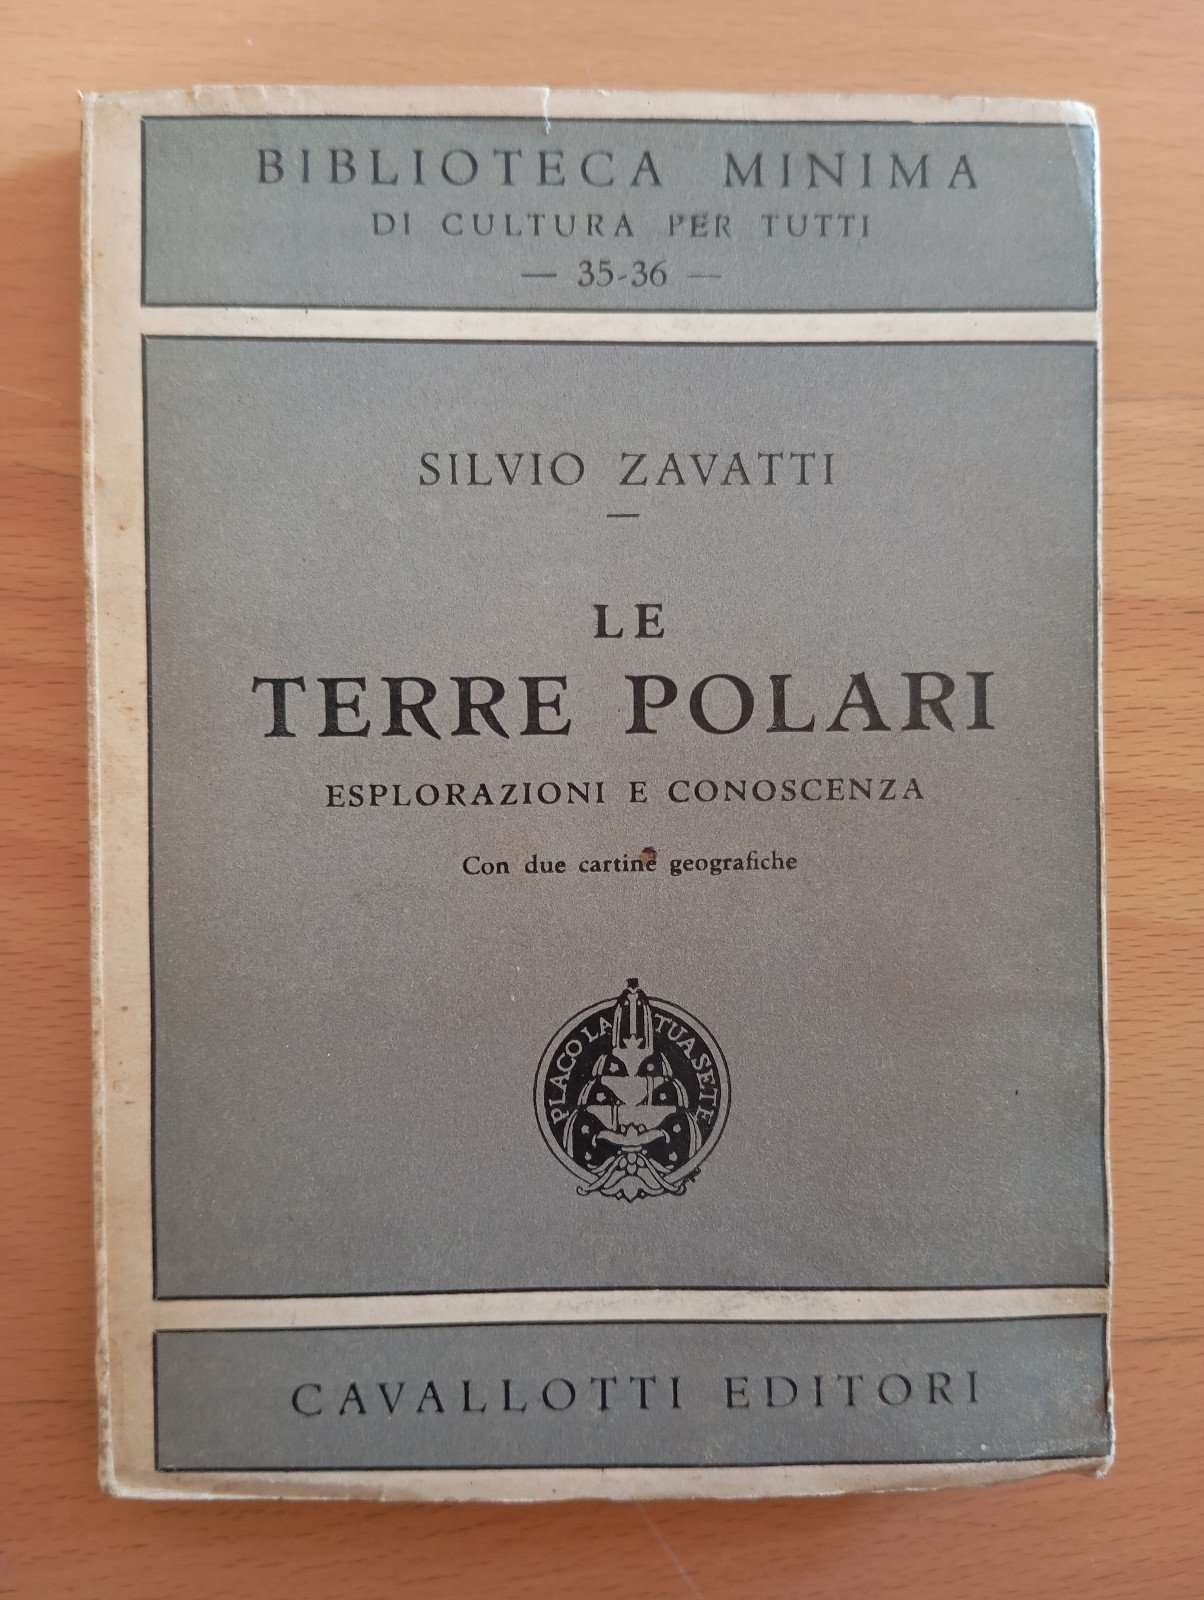 BIBLIOTECA MINIMA
DI CULTURA PER TUTTI
— 35-36 —
SILVIO ZAVATTI
LE
TERRE POLARI
ESPLORAZIONI E CONOSCENZA
Con due cartine geografiche
PLACO LA TUA SETE
CAVALLOTTI EDITORI